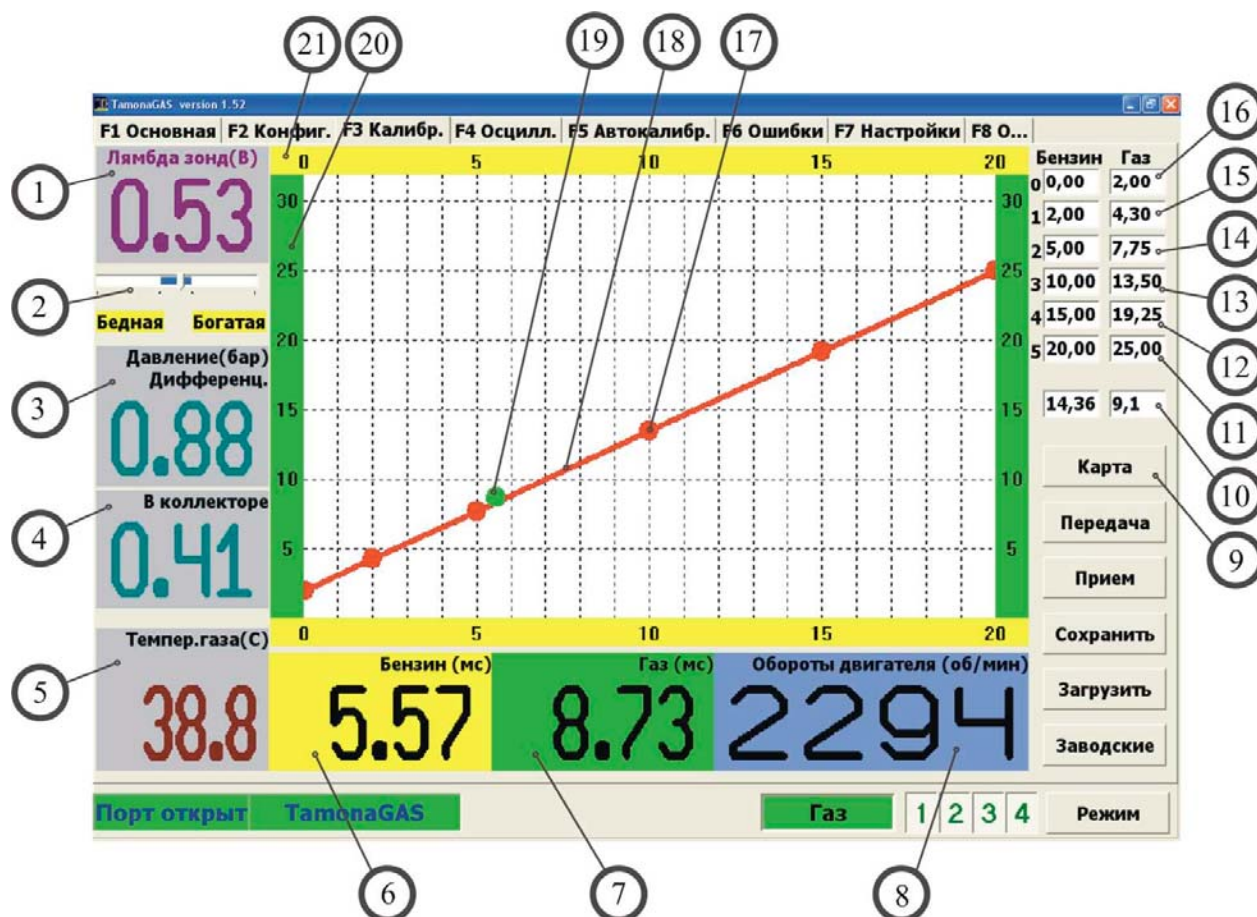 21 20 19 18 17
TamonaGAS version 1.52
F1 Основная F2 Конфиг. F3 Калибр. F4 Осцилл. F5 Автокалибр. F6 Ошибки F7 Настройки F8 О...
Лямбда зонд(В)
0.53
Бедная Богатая
Давление(бар)
Дифференц.
0.88
В коллекторе
0.41
Темпер.газа(С)
38.8
1
2
3
4
5
0 5 10 15 20
30 30
25 25
20 20
15 15
10 10
5 5
0 5 10 15 20
Бензин (мс)
5.57
Газ (мс)
8.73
Обороты двигателя (об/мин)
2294
Бензин Газ
0 0,00 2,00
1 2,00 4,30
2 5,00 7,75
3 10,00 13,50
4 15,00 19,25
5 20,00 25,00
14,36 9,1
Карта
Передача
Прием
Сохранить
Загрузить
Заводские
16
15
14
13
12
11
10
9
Порт открыт TamonaGAS Газ 1 2 3 4 Режим
6 7 8